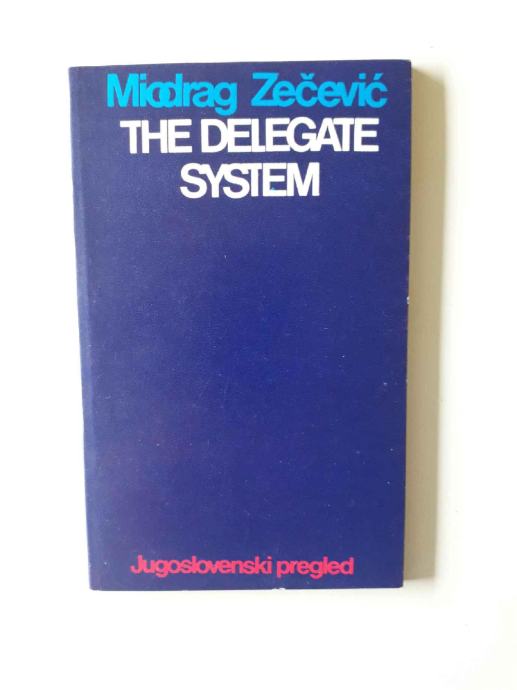 Miodrag Zečević
THE DELEGATE
SYSTEM
Jugoslovenski pregled